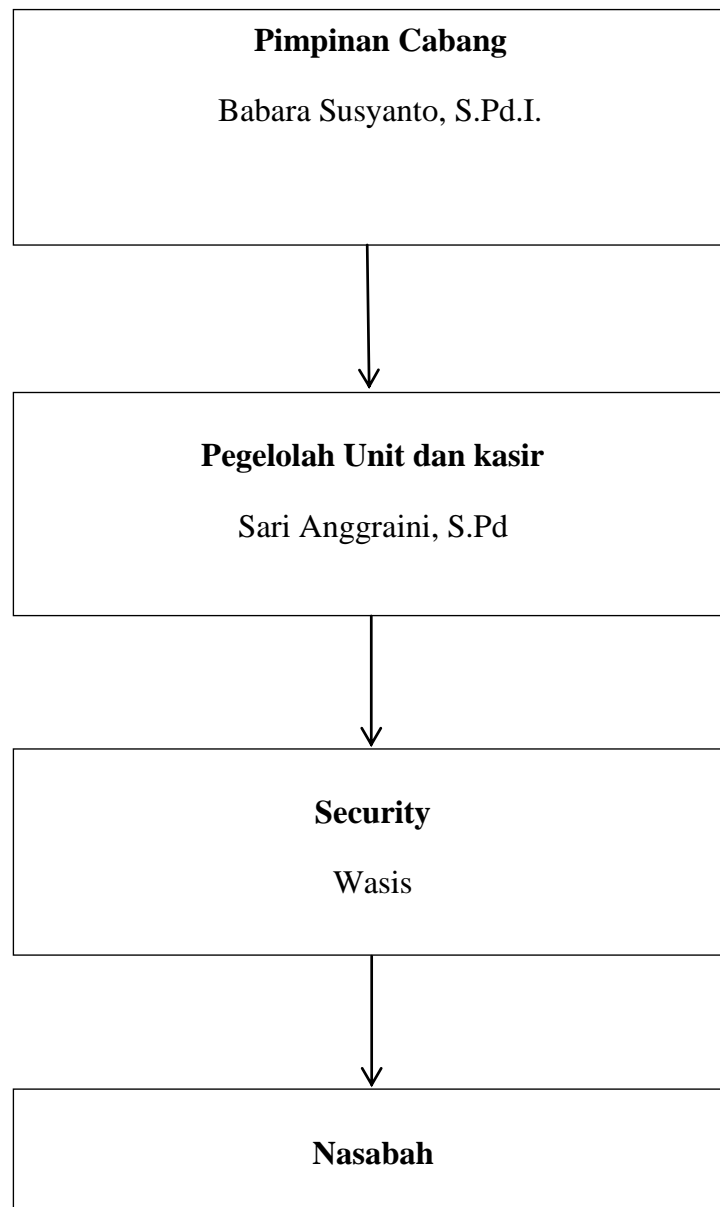 Pimpinan Cabang
Babara Susyanto, S.Pd.I.
Pegelolah Unit dan kasir
Sari Anggraini, S.Pd
Security
Wasis
Nasabah